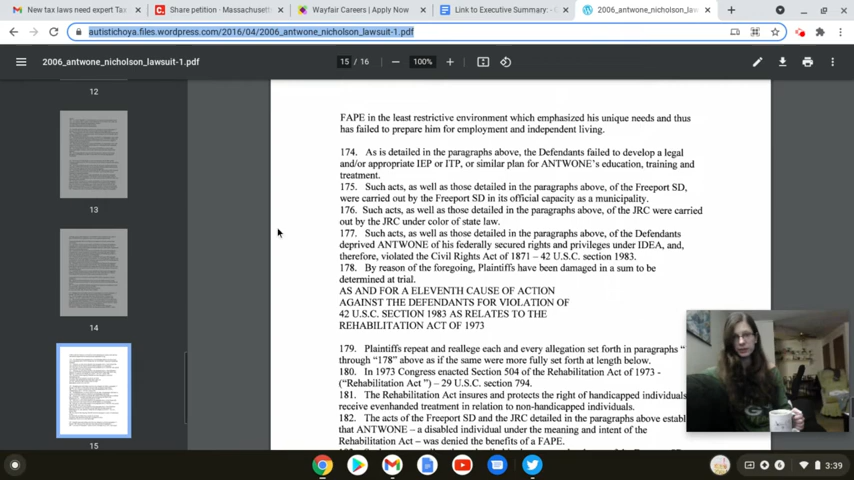 New tax laws need expert Tax
Share petition · Massachusett
Wayfair Careers | Apply Now
Link to Executive Summary: -
2006_antwone_nicholson_law
autistichoya.files.wordpress.com/2016/04/2006_antwone_nicholson_lawsuit-1.pdf
2006_antwone_nicholson_lawsuit-1.pdf
15 / 16
100%
12
13
14
15
FAPE in the least restrictive environment which emphasized his unique needs and thus
has failed to prepare him for employment and independent living.
174. As is detailed in the paragraphs above, the Defendants failed to develop a legal
and/or appropriate IEP or ITP, or similar plan for ANTWONE's education, training and
treatment.
175. Such acts, as well as those detailed in the paragraphs above, of the Freeport SD,
were carried out by the Freeport SD in its official capacity as a municipality.
176. Such acts, as well as those detailed in the paragraphs above, of the JRC were carried
out by the JRC under color of state law.
177. Such acts, as well as those detailed in the paragraphs above, of the Defendants
deprived ANTWONE of his federally secured rights and privileges under IDEA, and,
therefore, violated the Civil Rights Act of 1871 – 42 U.S.C. section 1983.
178. By reason of the foregoing, Plaintiffs have been damaged in a sum to be
determined at trial.
AS AND FOR A ELEVENTH CAUSE OF ACTION
AGAINST THE DEFENDANTS FOR VIOLATION OF
42 U.S.C. SECTION 1983 AS RELATES TO THE
REHABILITATION ACT OF 1973
179. Plaintiffs repeat and reallege each and every allegation set forth in paragraphs "
through "178" above as if the same were more fully set forth at length below.
180. In 1973 Congress enacted Section 504 of the Rehabilitation Act of 1973 -
("Rehabilitation Act") – 29 U.S.C. section 794.
181. The Rehabilitation Act insures and protects the right of handicapped individuals
receive evenhanded treatment in relation to non-handicapped individuals.
182. The acts of the Freeport SD and the JRC detailed in the paragraphs above establ
that ANTWONE – a disabled individual under the meaning and intent of the
Rehabilitation Act – was denied the benefits of a FAPE.
3:39